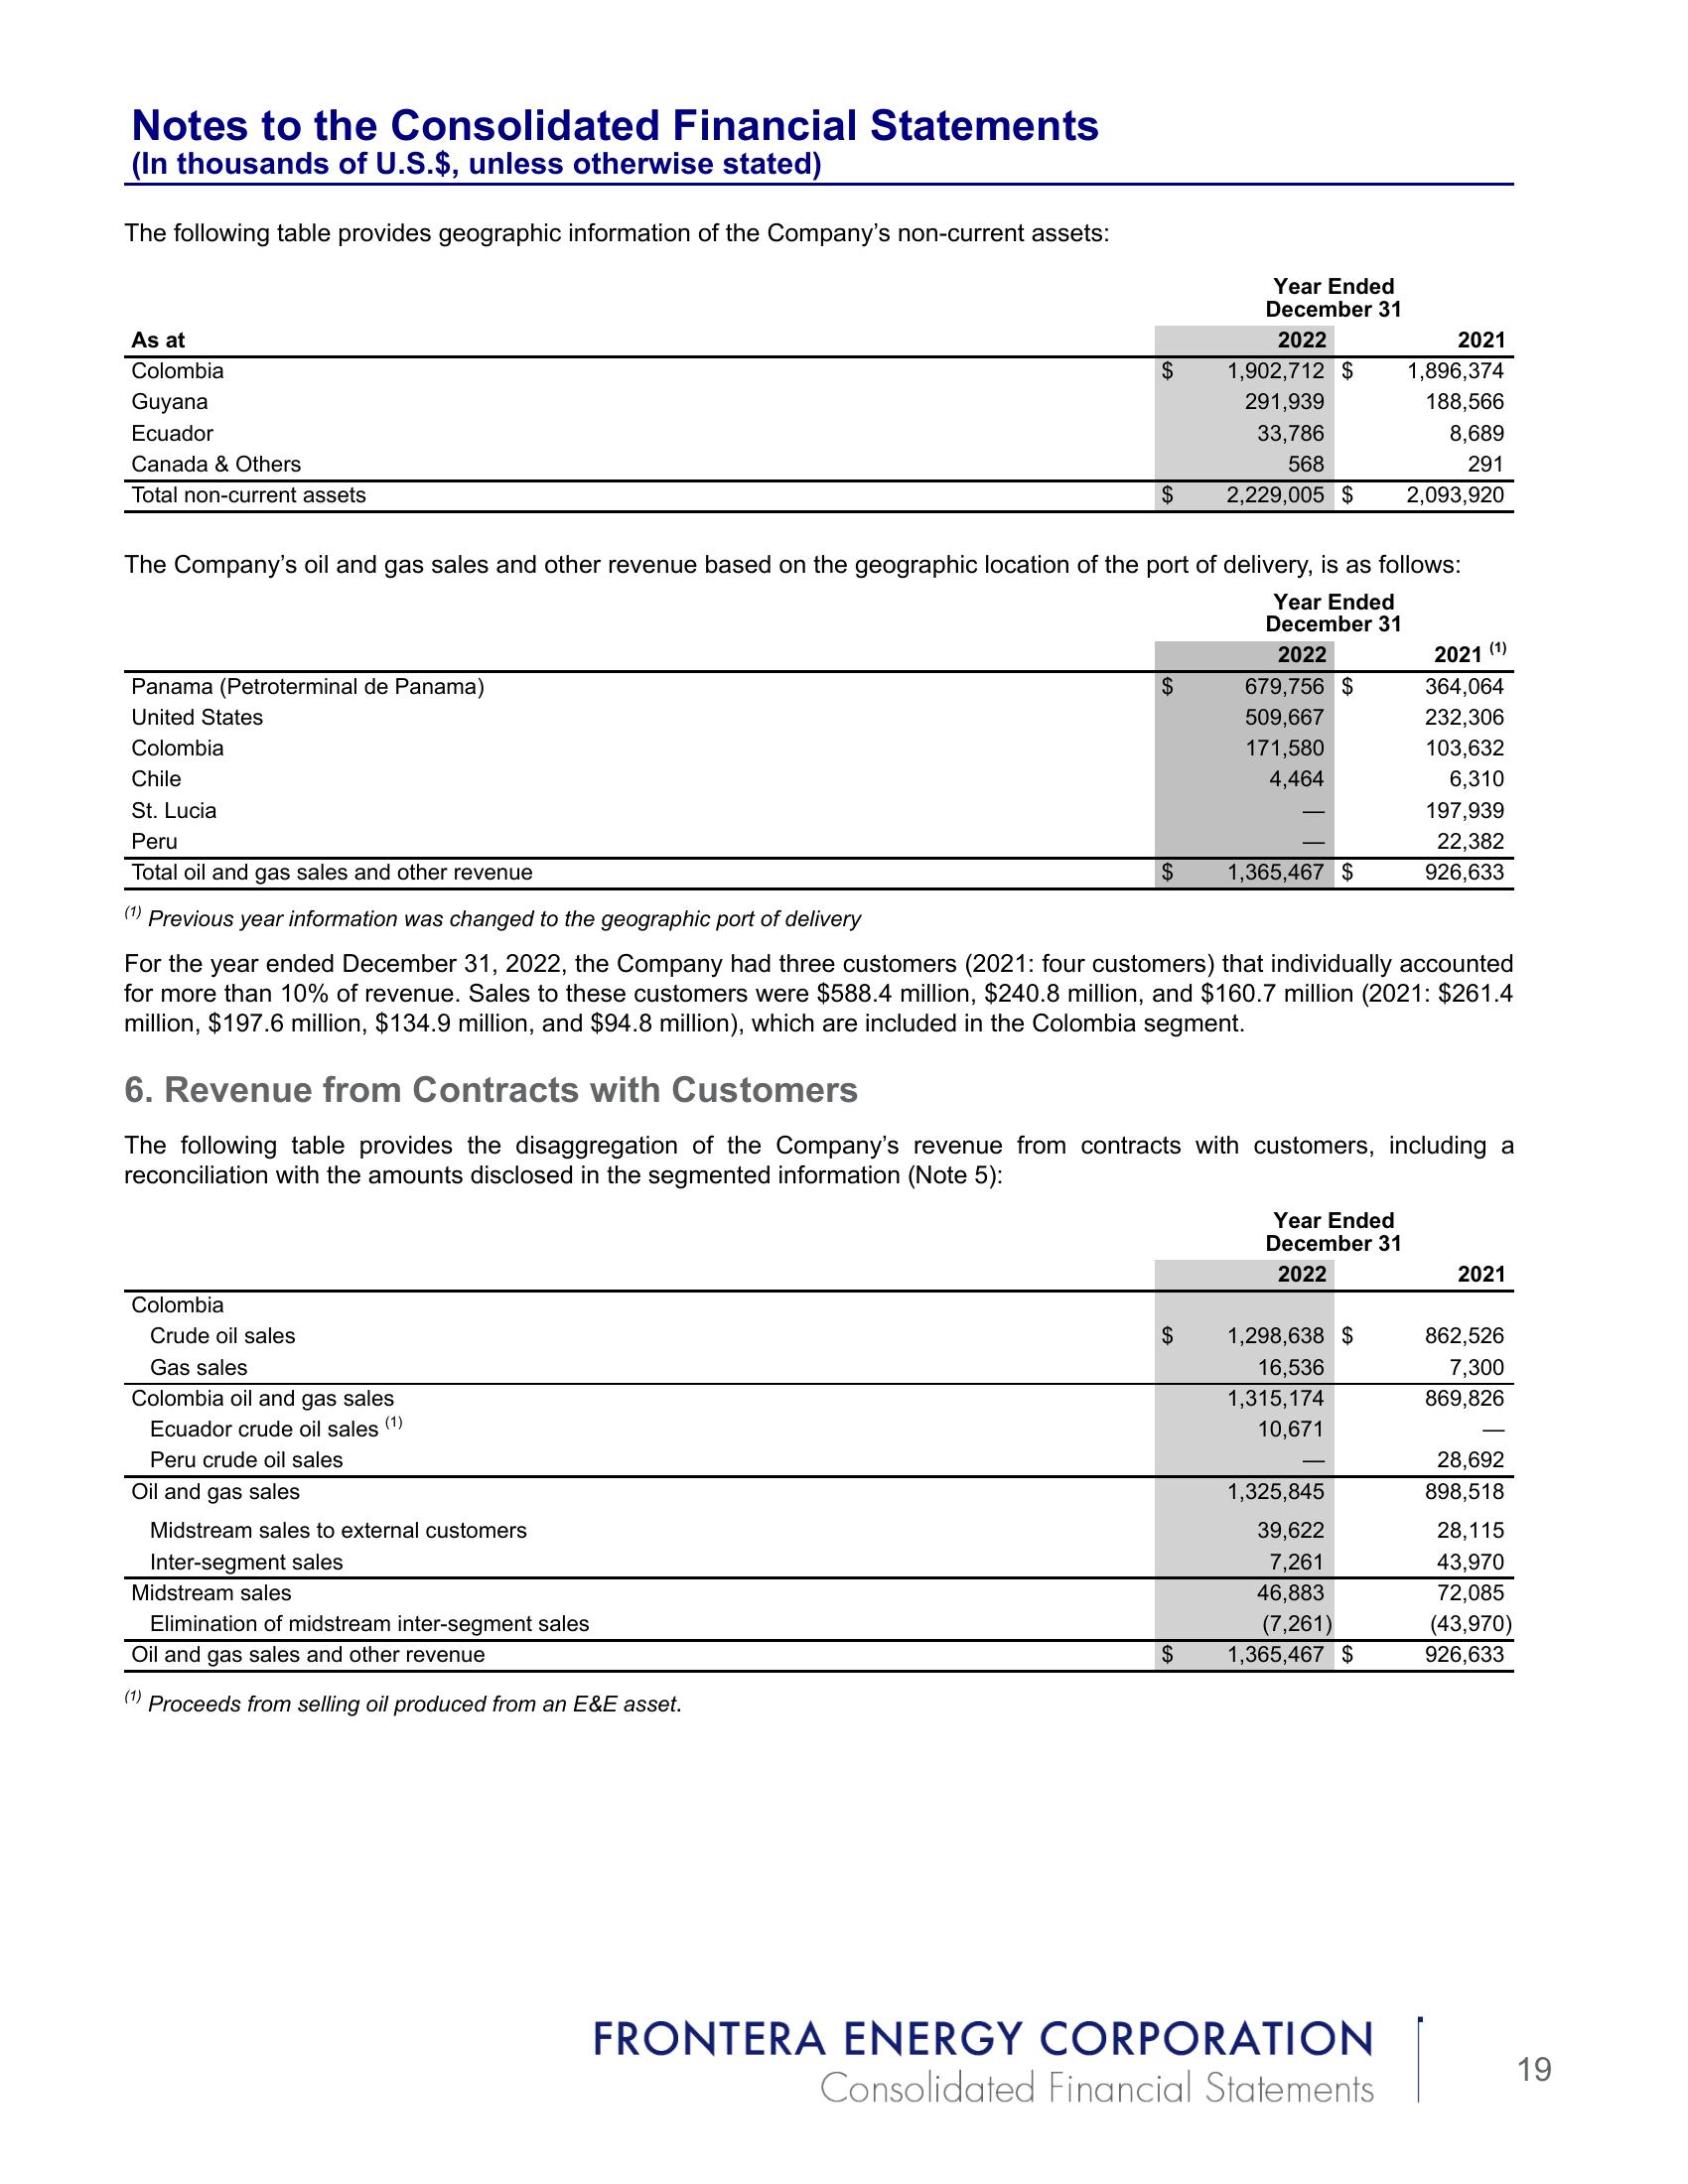 Notes to the Consolidated Financial Statements
(In thousands of U.S.$, unless otherwise stated)
The following table provides geographic information of the Company’s non-current assets:
Year Ended
December 31
As at 2022 2021
Colombia $ 1,902,712 $ 1,896,374
Guyana 291,939 188,566
Ecuador 33,786 8,689
Canada & Others 568 291
Total non-current assets $ 2,229,005 $ 2,093,920
The Company’s oil and gas sales and other revenue based on the geographic location of the port of delivery, is as follows:
Year Ended
December 31
2022 2021 (1)
Panama (Petroterminal de Panama) $ 679,756 $ 364,064
United States 509,667 232,306
Colombia 171,580 103,632
Chile 4,464 6,310
St. Lucia — 197,939
Peru — 22,382
Total oil and gas sales and other revenue $ 1,365,467 $ 926,633
(1) Previous year information was changed to the geographic port of delivery
For the year ended December 31, 2022, the Company had three customers (2021: four customers) that individually accounted
for more than 10% of revenue. Sales to these customers were $588.4 million, $240.8 million, and $160.7 million (2021: $261.4
million, $197.6 million, $134.9 million, and $94.8 million), which are included in the Colombia segment.
6. Revenue from Contracts with Customers
The following table provides the disaggregation of the Company’s revenue from contracts with customers, including a
reconciliation with the amounts disclosed in the segmented information (Note 5):
Year Ended
December 31
2022 2021
Colombia
Crude oil sales $ 1,298,638 $ 862,526
Gas sales 16,536 7,300
Colombia oil and gas sales 1,315,174 869,826
Ecuador crude oil sales (1) 10,671 —
Peru crude oil sales — 28,692
Oil and gas sales 1,325,845 898,518
Midstream sales to external customers 39,622 28,115
Inter-segment sales 7,261 43,970
Midstream sales 46,883 72,085
Elimination of midstream inter-segment sales (7,261) (43,970)
Oil and gas sales and other revenue $ 1,365,467 $ 926,633
(1) Proceeds from selling oil produced from an E&E asset.
FRONTERA ENERGY CORPORATION
Consolidated Financial Statements
19